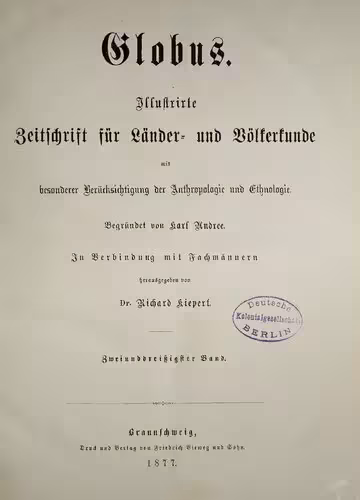 Globus.
Illustrirte
Zeitschrift für Länder- und Völkerkunde
mit
besonderer Berücksichtigung der Anthropologie und Ethnologie.
Begründet von Karl Andree.
In Verbindung mit Fachmännern
herausgegeben von
Dr. Richard Kiepert.
Deutsche
Kolonialgesellschaft
BERLIN
Zweiunddreißigster Band.
Braunschweig,
Druck und Verlag von Friedrich Vieweg und Sohn.
1877.